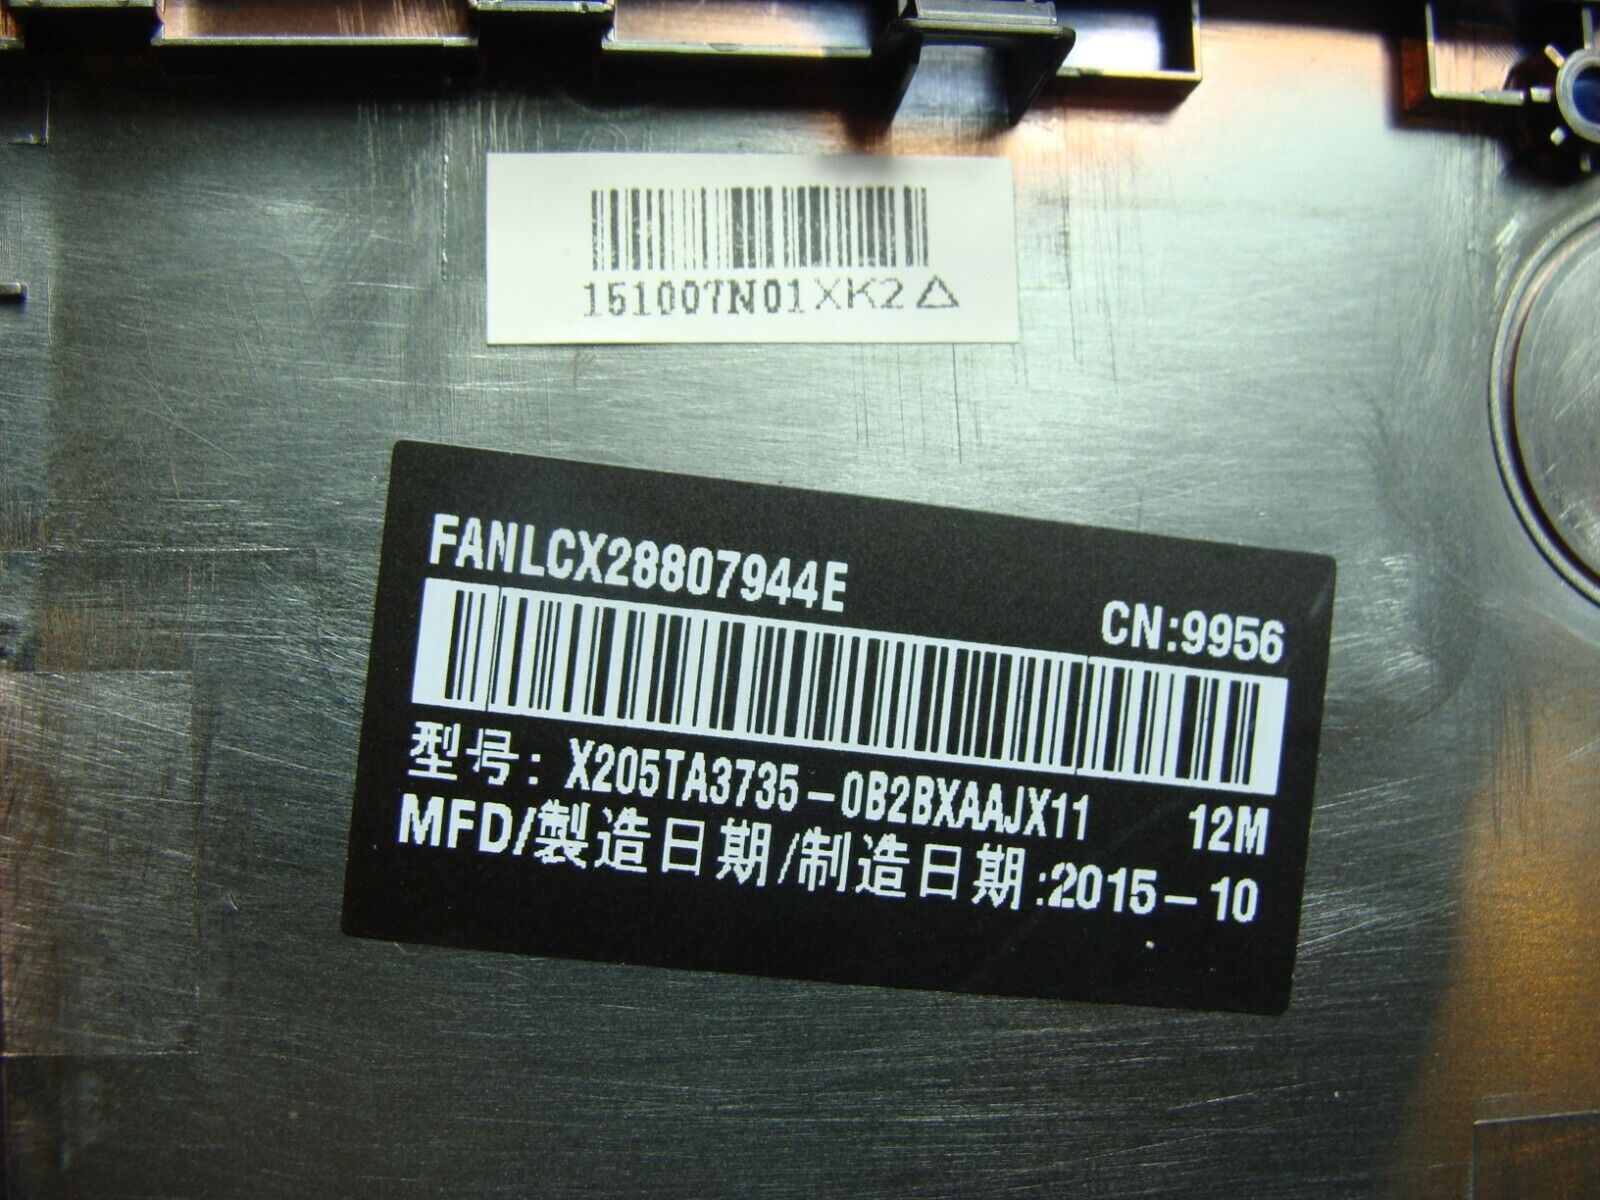 151007N01XK2△
FANLCX28807944E
CN:9956
型号: X205TA3735-0B2BXAAJX11 12M
MFD/製造日期/制造日期:2015-10